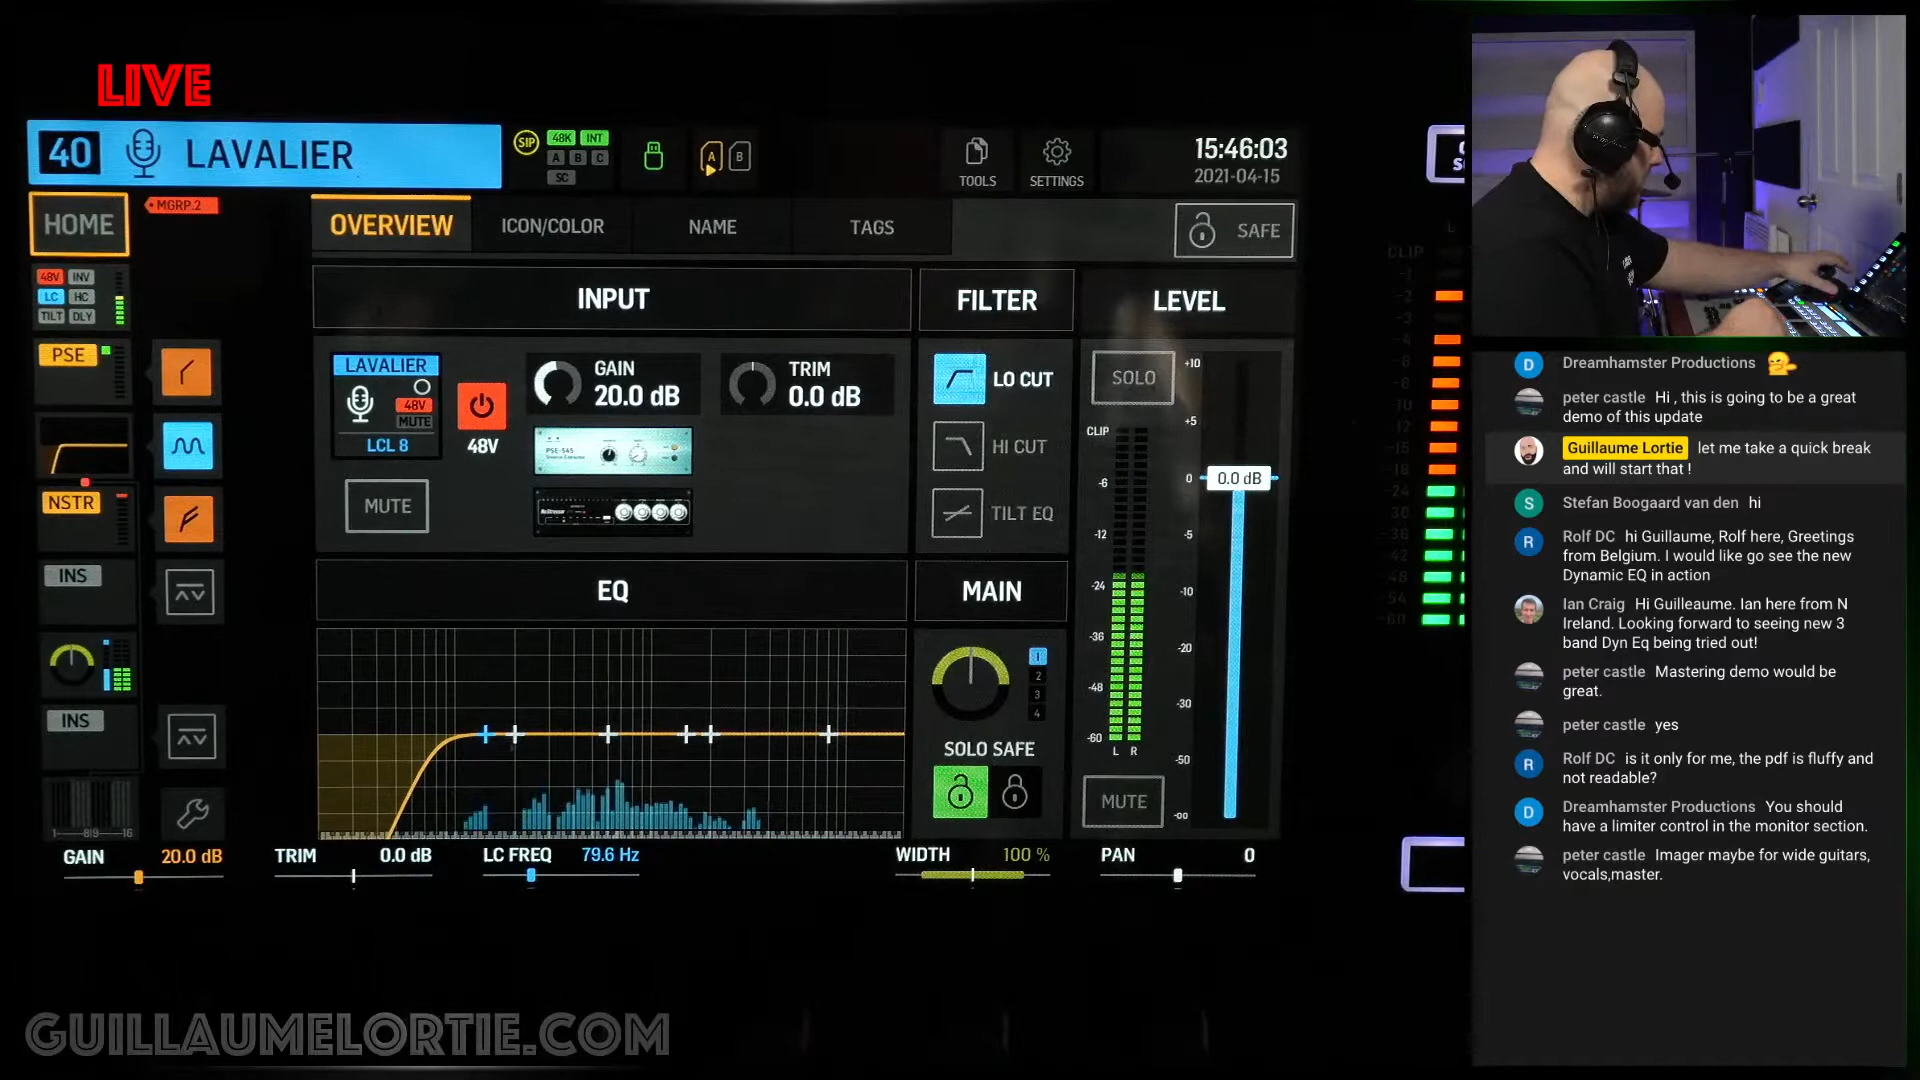 LIVE
40 LAVALIER
SIP 48K INT
A B C
SC
A B
TOOLS
SETTINGS
15:46:03
2021-04-15
HOME
MGRP.2
OVERVIEW
ICON/COLOR
NAME
TAGS
SAFE
48V INV
LC HC
TILT DLY
PSE
NSTR
INS
INS
1 8|9 16
INPUT
LAVALIER
48V
MUTE
LCL 8
48V
GAIN
20.0 dB
TRIM
0.0 dB
PSE-545
MUTE
FILTER
LO CUT
HI CUT
TILT EQ
LEVEL
SOLO
+10
+5
0
-5
-10
-20
-30
-50
-oo
0.0 dB
CLIP
-6
-12
-24
-36
-48
-60
L R
MUTE
EQ
MAIN
1
2
3
4
SOLO SAFE
GAIN 20.0 dB
TRIM 0.0 dB
LC FREQ 79.6 Hz
WIDTH 100 %
PAN 0
CLIP
Dreamhamster Productions
peter castle Hi , this is going to be a great
demo of this update
Guillaume Lortie let me take a quick break
and will start that !
S Stefan Boogaard van den hi
R Rolf DC hi Guillaume, Rolf here, Greetings
from Belgium. I would like go see the new
Dynamic EQ in action
Ian Craig Hi Guilleaume. Ian here from N
Ireland. Looking forward to seeing new 3
band Dyn Eq being tried out!
peter castle Mastering demo would be
great.
peter castle yes
R Rolf DC is it only for me, the pdf is fluffy and
not readable?
D Dreamhamster Productions You should
have a limiter control in the monitor section.
peter castle Imager maybe for wide guitars,
vocals,master.
GUILLAUMELORTIE.COM